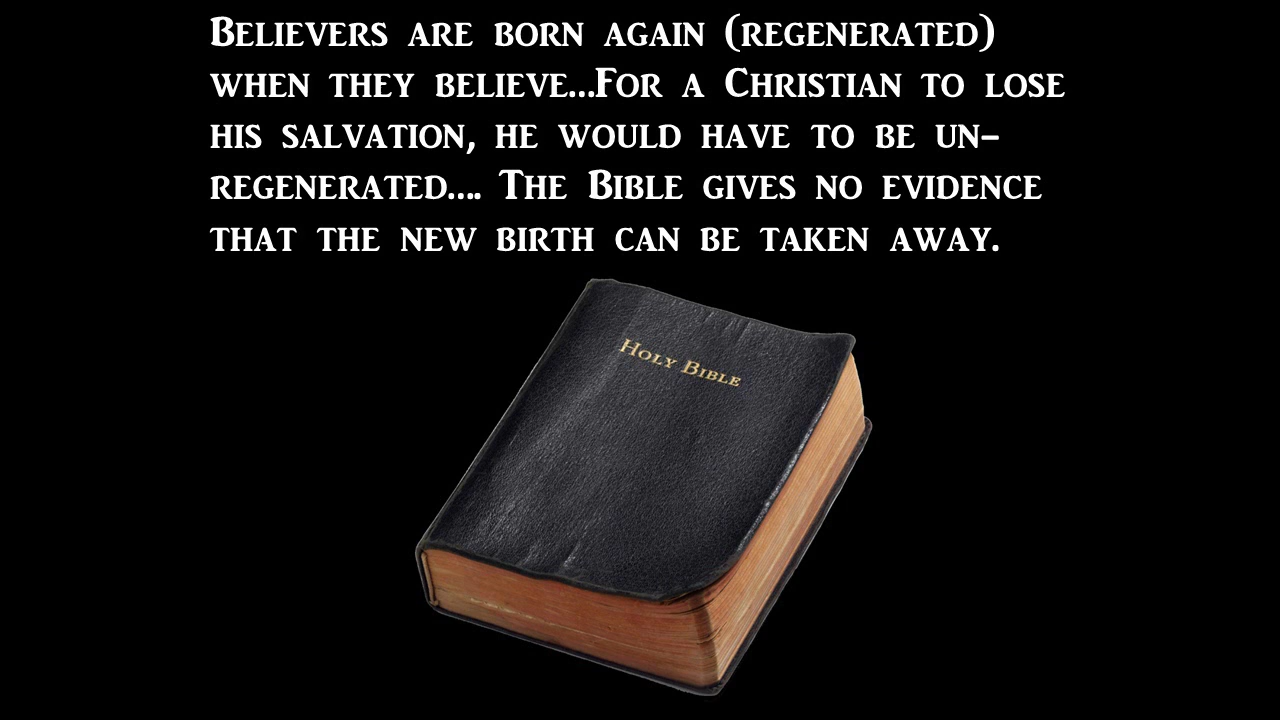 Believers are born again (regenerated)
when they believe...For a Christian to lose
his salvation, he would have to be un-
regenerated.... The Bible gives no evidence
that the new birth can be taken away.
Holy Bible